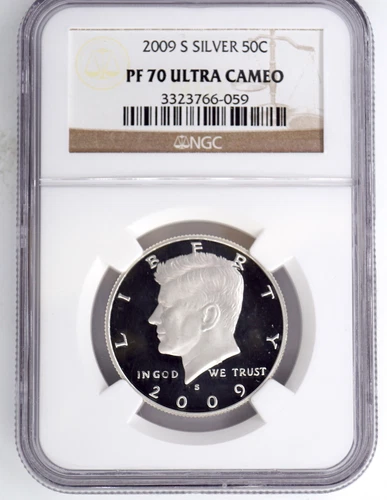 2009 S SILVER 50C
PF 70 ULTRA CAMEO
3323766-059
NGC
LIBERTY
IN GOD WE TRUST
S
2009